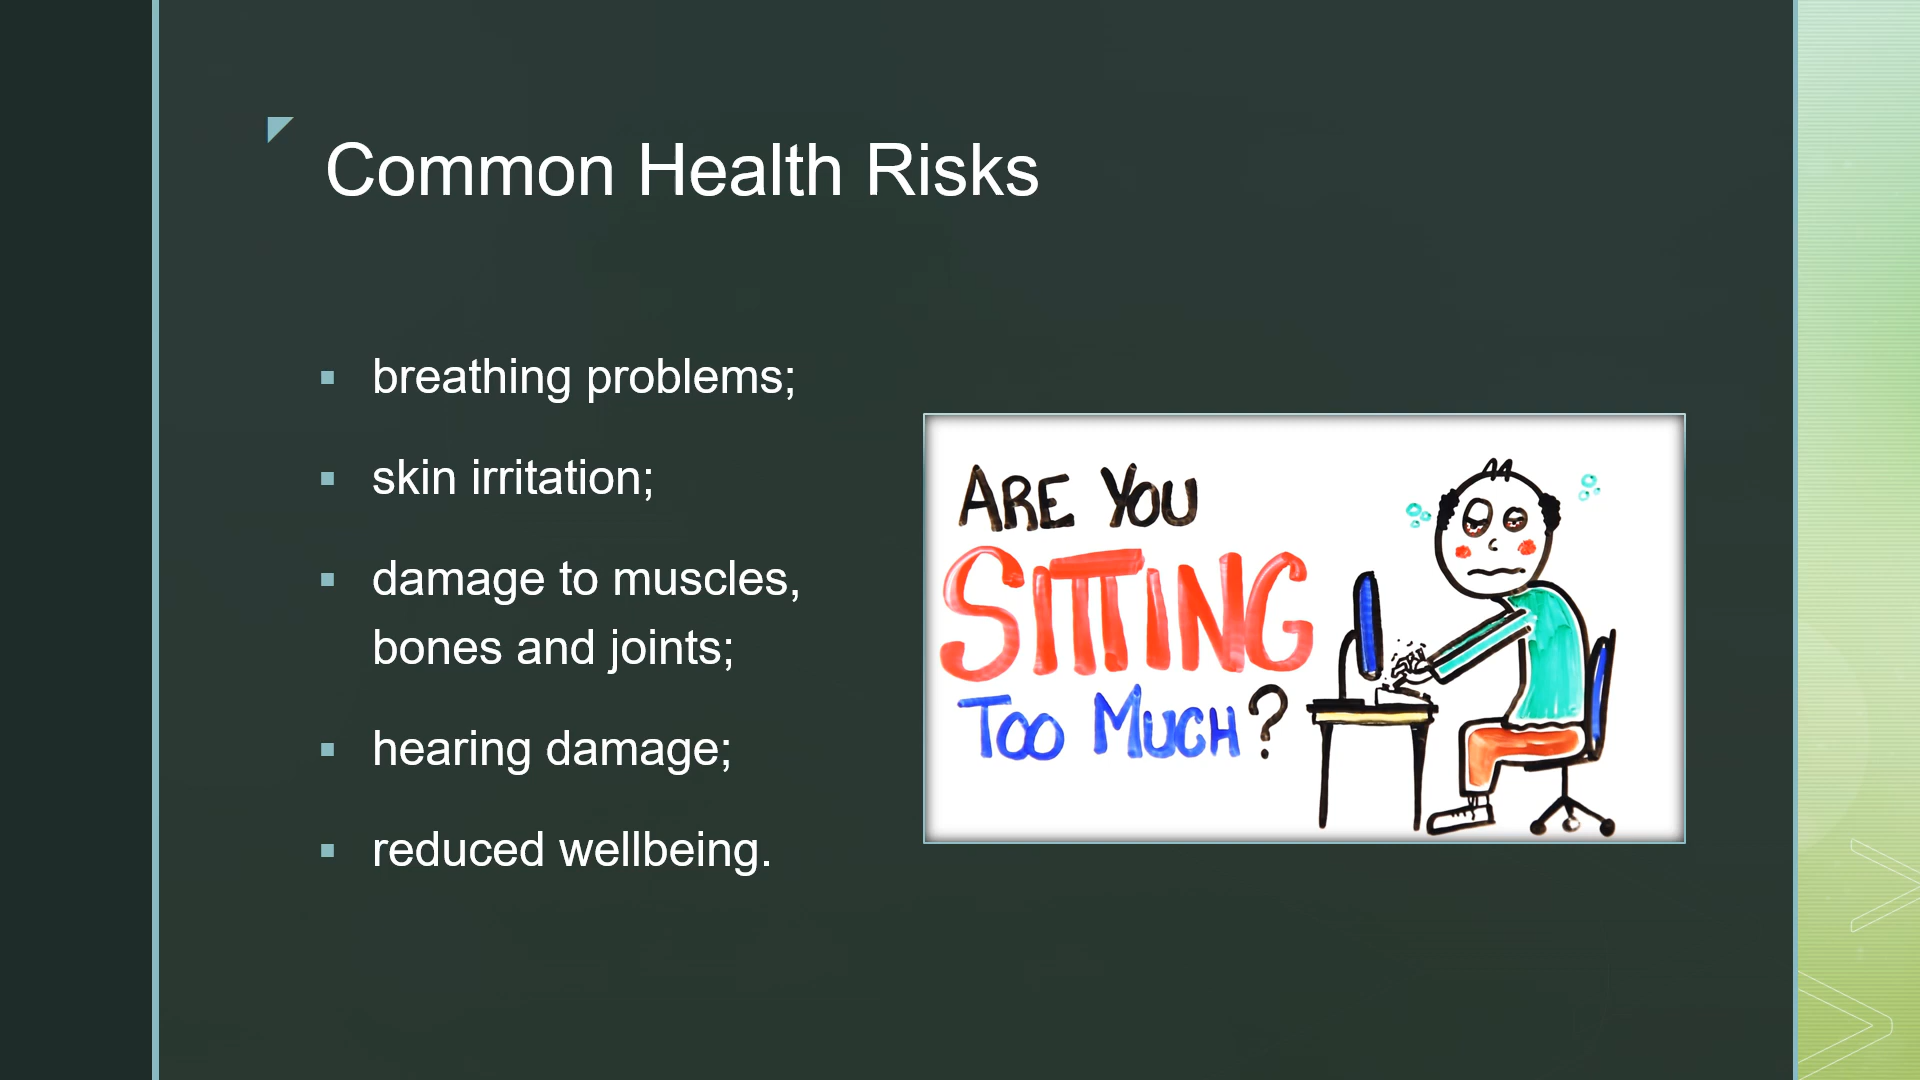 Common Health Risks
breathing problems;
skin irritation;
damage to muscles,
bones and joints;
hearing damage;
reduced wellbeing.
ARE YOU
SITTING
TOO MUCH?